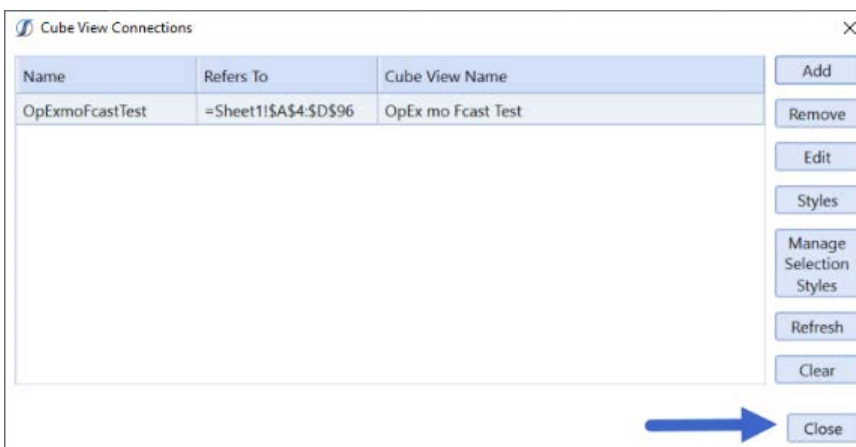 Cube View Connections
Name Refers To Cube View Name
OpExmoFcastTest =Sheet1!$A$4:$D$96 OpEx mo Fcast Test
Add
Remove
Edit
Styles
Manage
Selection
Styles
Refresh
Clear
Close